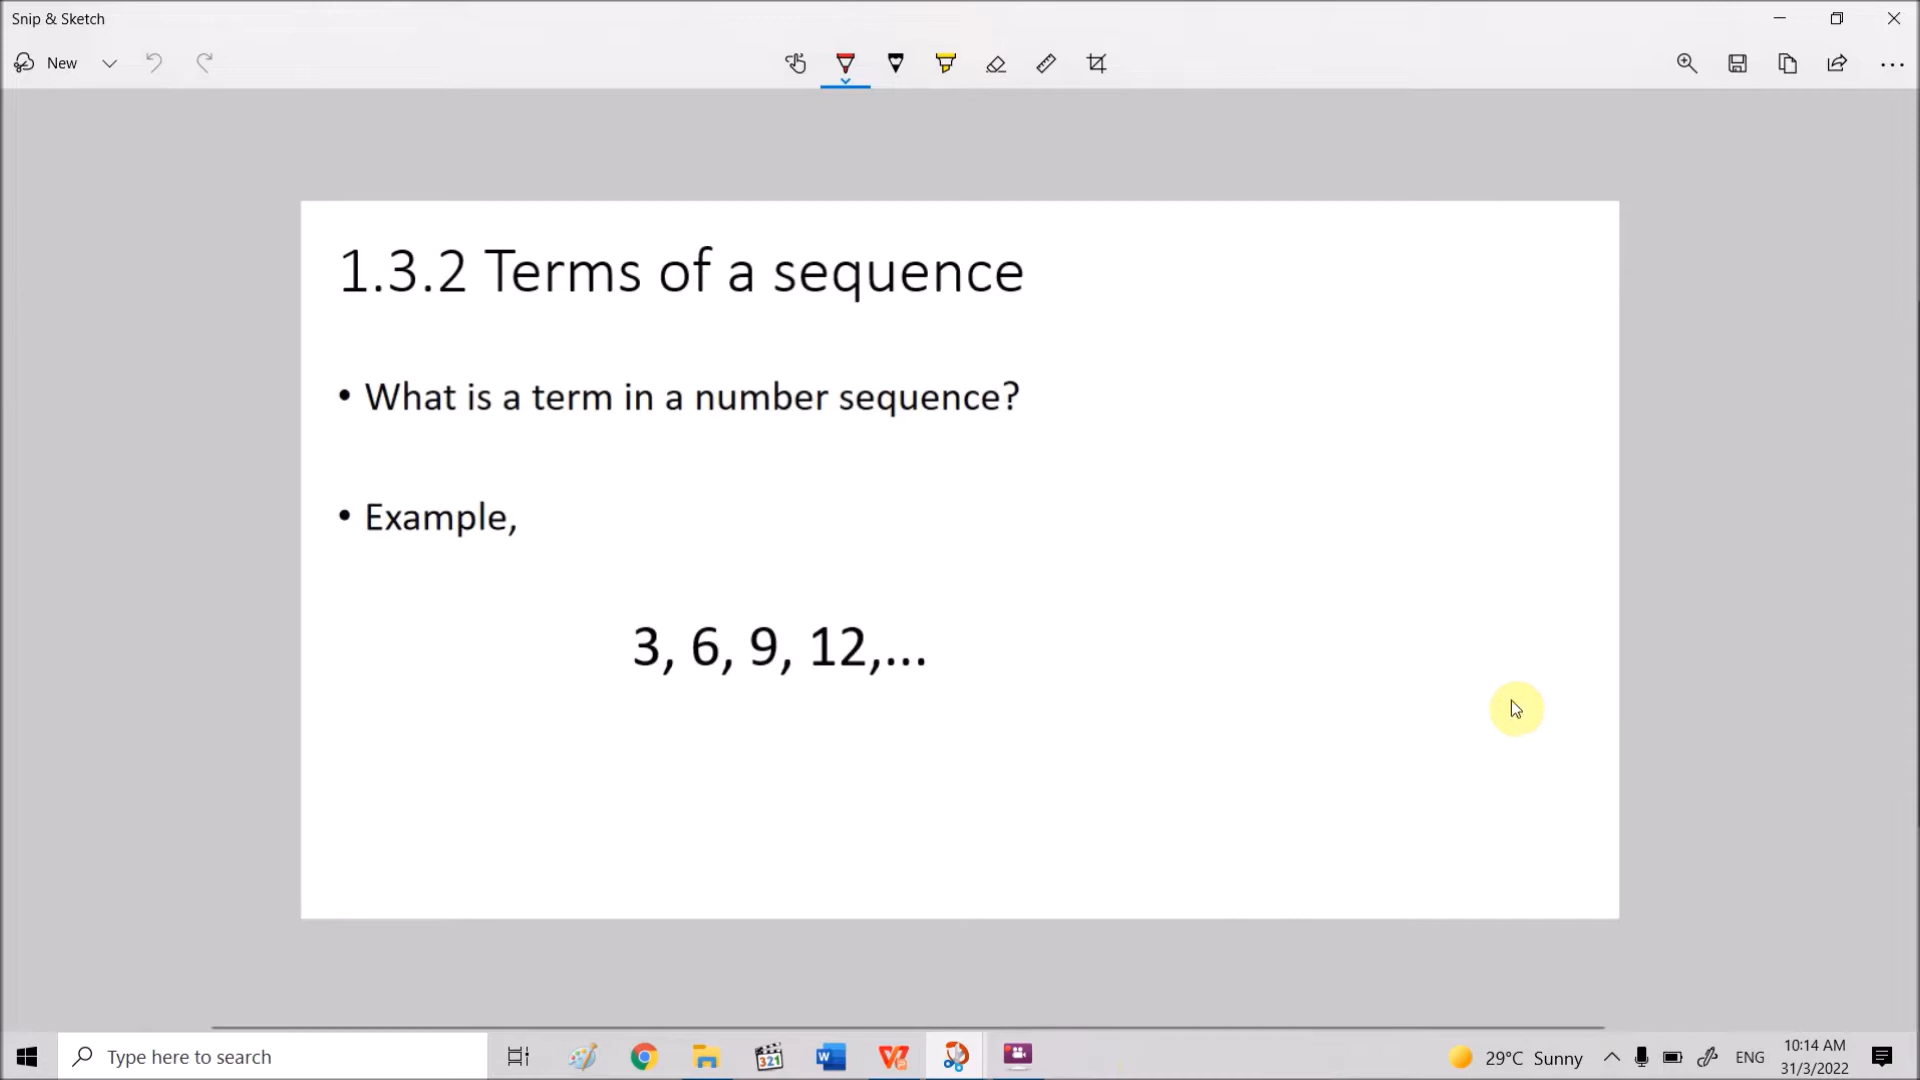 Snip & Sketch
New
1.3.2 Terms of a sequence
• What is a term in a number sequence?
• Example,
3, 6, 9, 12,...
Type here to search
321
W
29°C Sunny
ENG
10:14 AM
31/3/2022